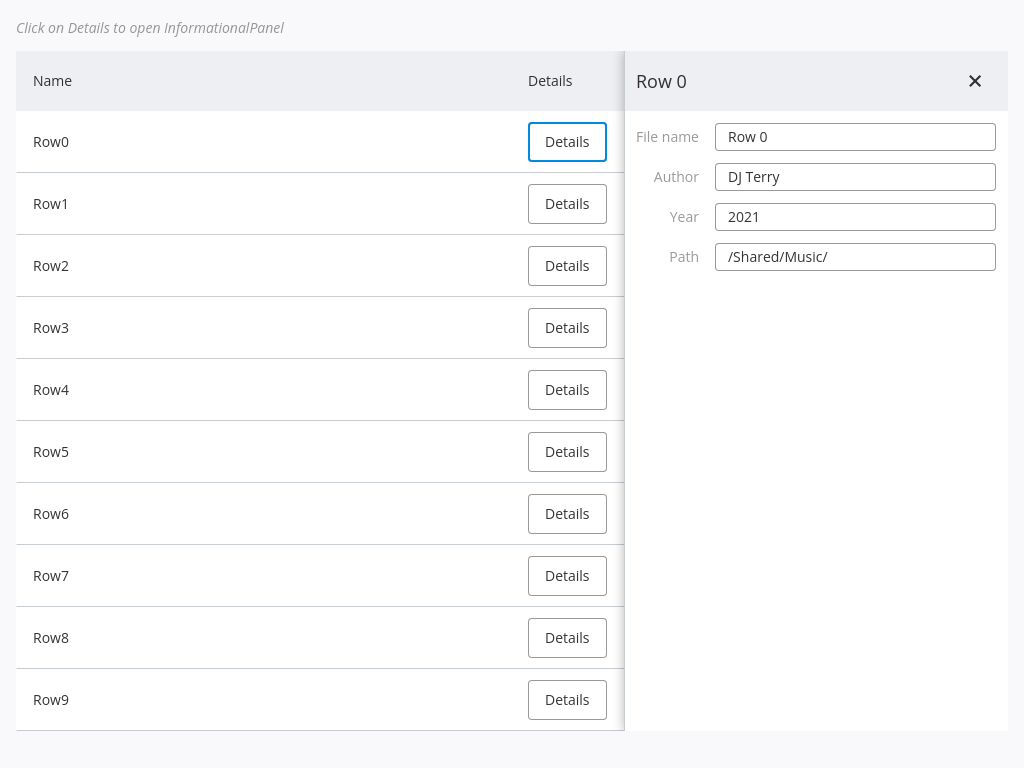 Click on Details to open InformationalPanel
Name Details
Row0 Details
Row1 Details
Row2 Details
Row3 Details
Row4 Details
Row5 Details
Row6 Details
Row7 Details
Row8 Details
Row9 Details
Row 0
File name Row 0
Author DJ Terry
Year 2021
Path /Shared/Music/